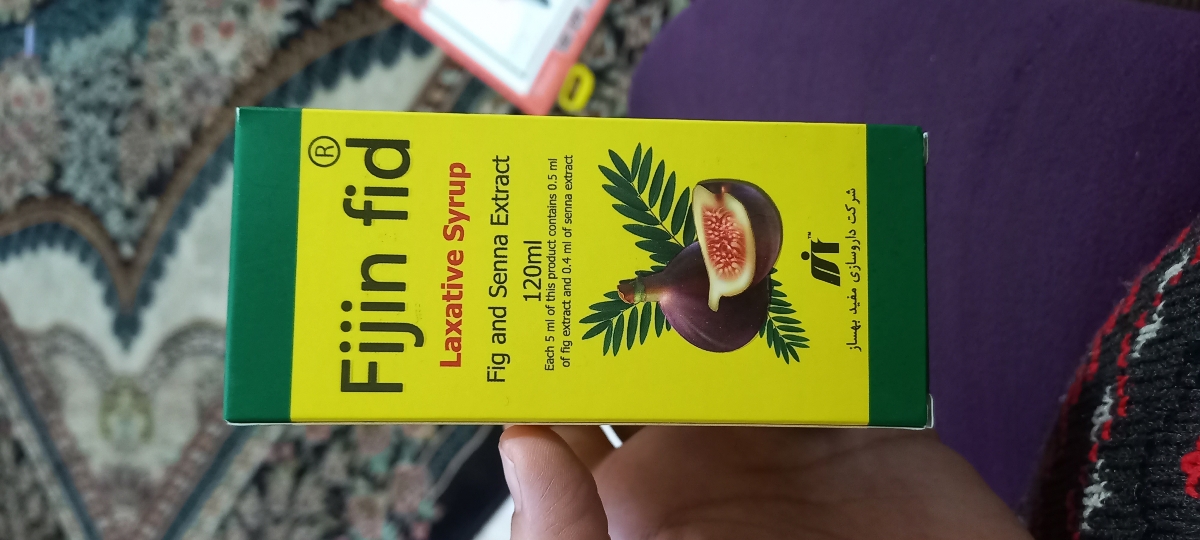 Fijin fid®
Laxative Syrup
Fig and Senna Extract
120ml
Each 5 ml of this product contains 0.5 ml
of fig extract and 0.4 ml of senna extract
™
شرکت داروسازی مفید بهساز